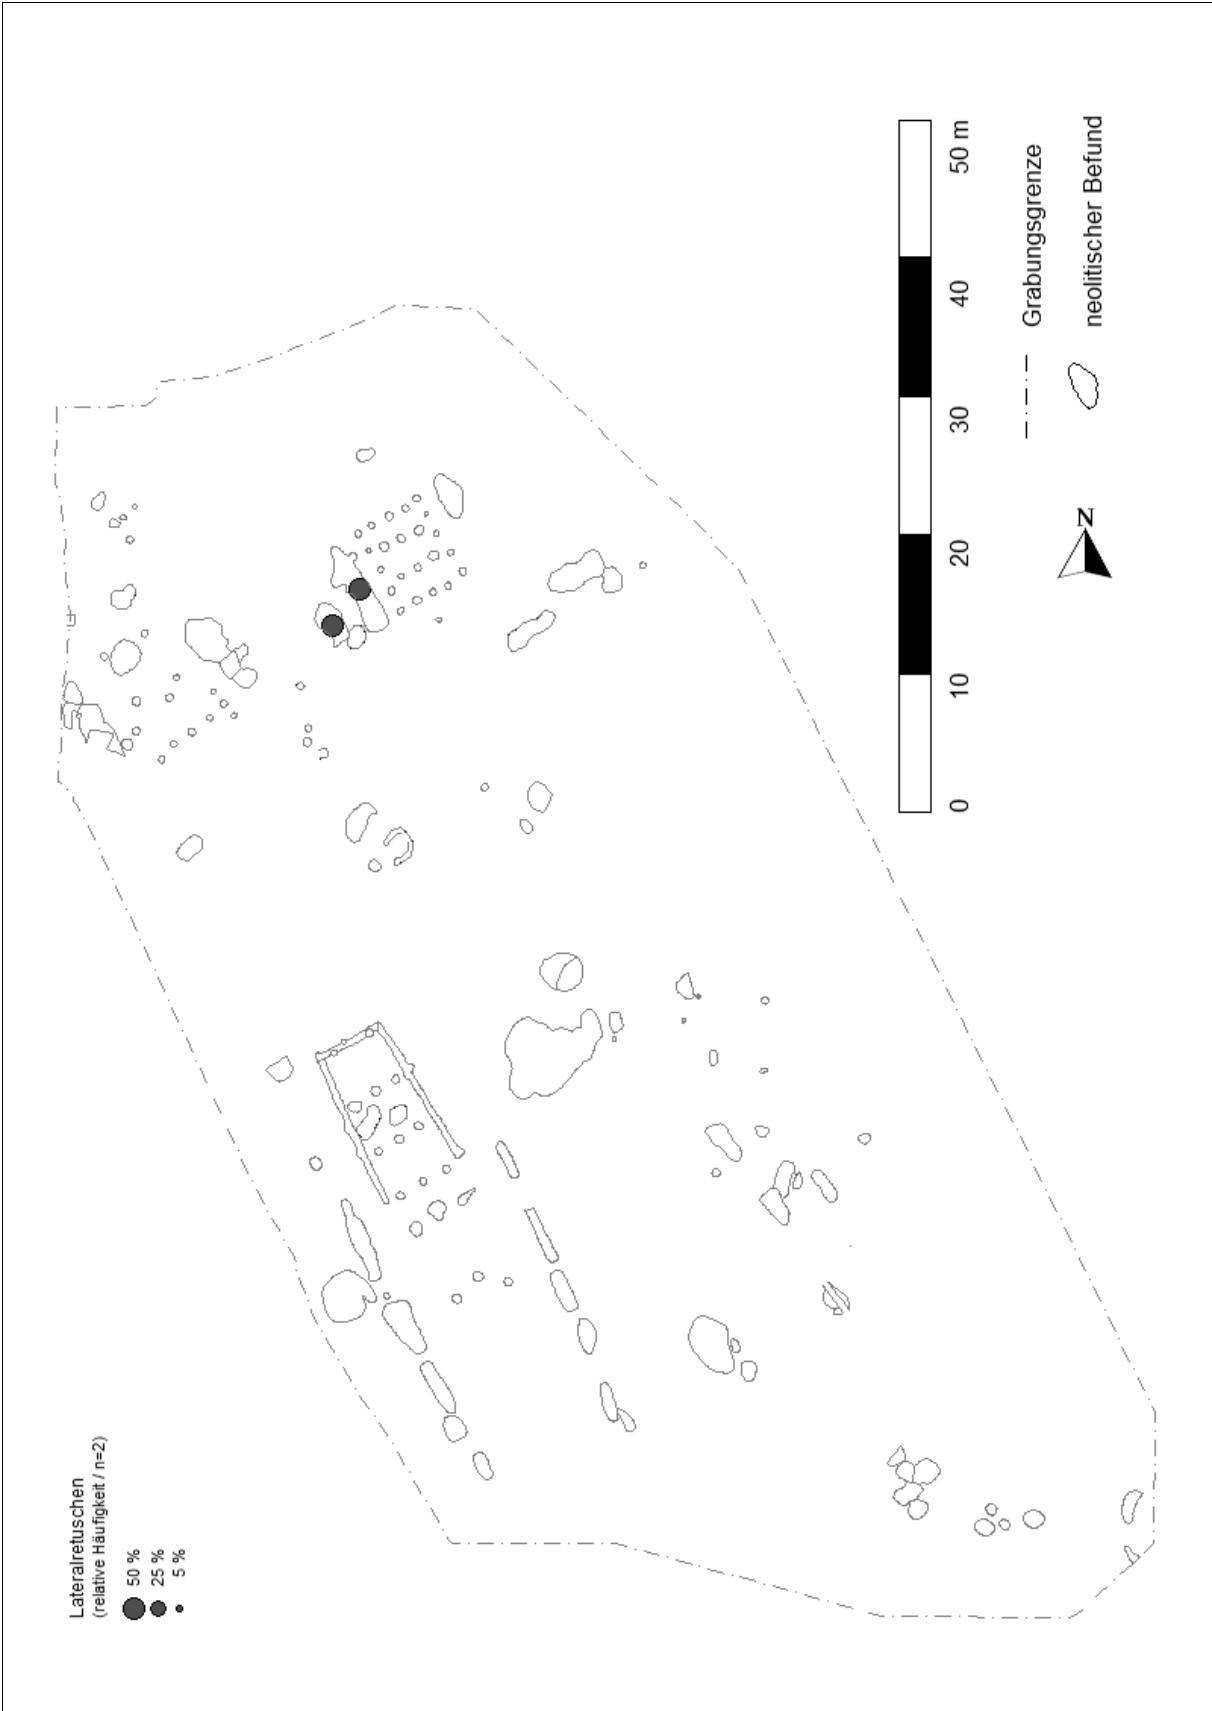 Lateralretuschen
(relative Häufigkeit / n=2)
50 %
25 %
5 %
0
10
20
30
40
50 m
N
Grabungsgrenze
neolitischer Befund